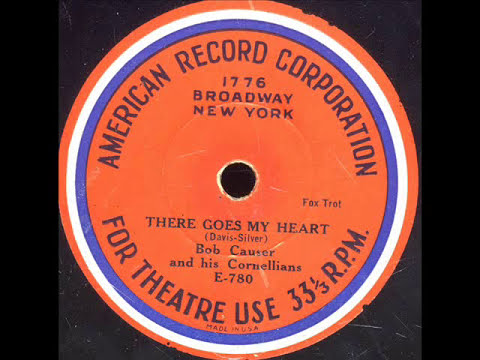 AMERICAN RECORD CORPORATION
1776
BROADWAY
NEW YORK
Fox Trot
THERE GOES MY HEART
(Davis-Silver)
Bob Causer
and his Cornellians
E-780
FOR THEATRE USE 33⅓ R.P.M.
MADE IN U.S.A.